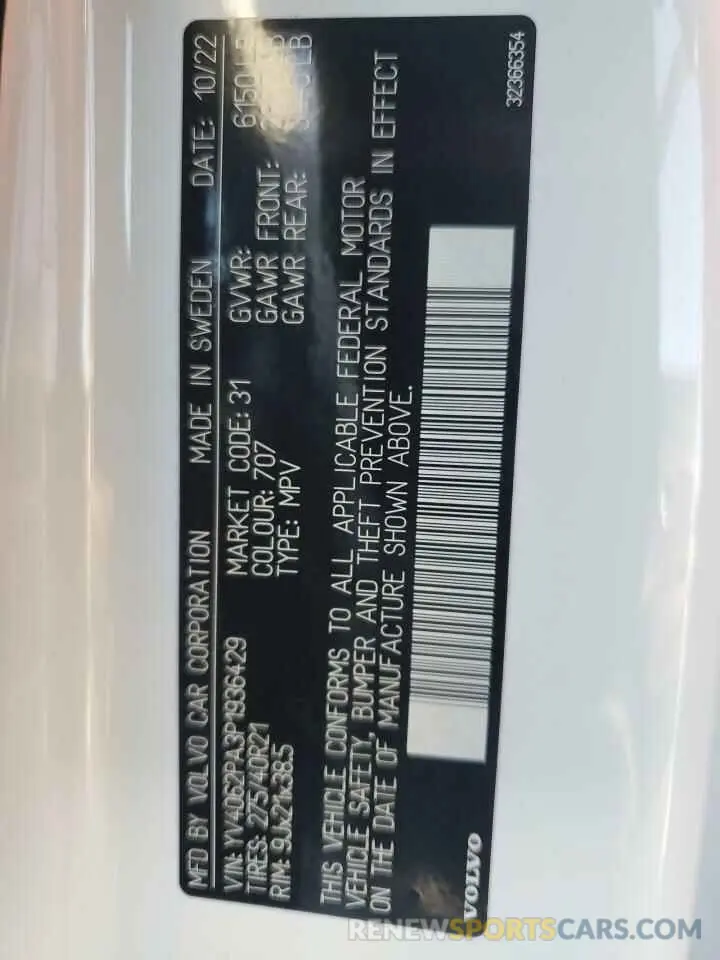 MFD BY VOLVO CAR CORPORATION MADE IN SWEDEN DATE: 10/22
VIN: YV4062PA3P1936429 MARKET CODE: 31 GVWR: 6150 LB
TIRES: 275/40R21 COLOUR: 707 GAWR FRONT:
RIM: 9Jx21x38.5 TYPE: MPV GAWR REAR: LB
THIS VEHICLE CONFORMS TO ALL APPLICABLE FEDERAL MOTOR
VEHICLE SAFETY, BUMPER AND THEFT PREVENTION STANDARDS IN EFFECT
ON THE DATE OF MANUFACTURE SHOWN ABOVE.
VOLVO
32366354
RENEWSPORTSCARS.COM